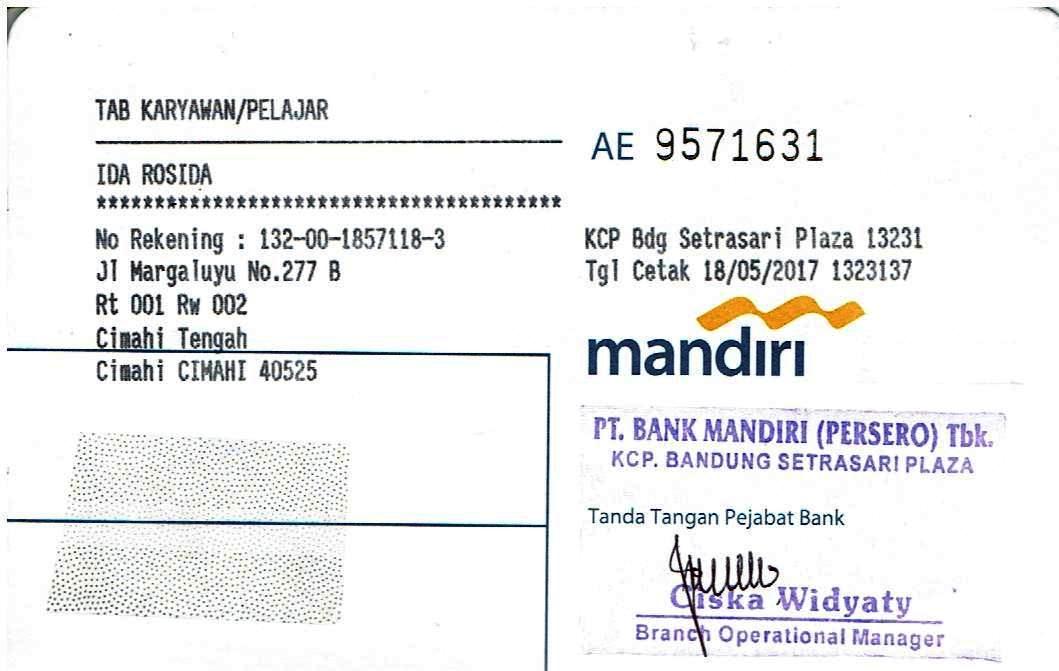 TAB KARYAWAN/PELAJAR
IDA ROSIDA
****************************************
No Rekening : 132-00-1857118-3
Jl Margaluyu No.277 B
Rt 001 Rw 002
Cimahi Tengah
Cimahi CIMAHI 40525
AE 9571631
KCP Bdg Setrasari Plaza 13231
Tgl Cetak 18/05/2017 1323137
mandiri
PT. BANK MANDIRI (PERSERO) Tbk.
KCP. BANDUNG SETRASARI PLAZA
Tanda Tangan Pejabat Bank
Ciska Widyaty
Branch Operational Manager